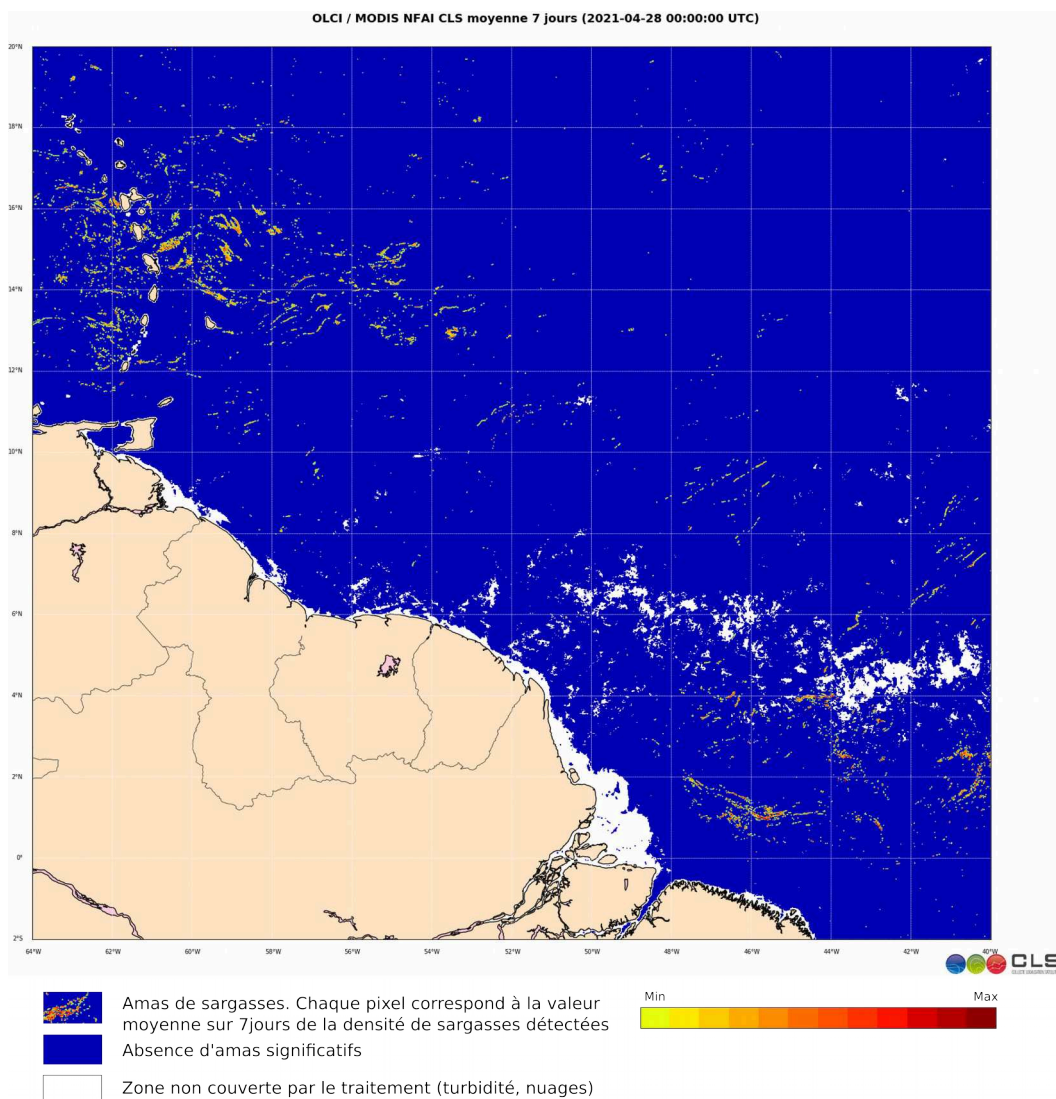 OLCI / MODIS NFAI CLS moyenne 7 jours (2021-04-28 00:00:00 UTC)
20°N
18°N
16°N
14°N
12°N
10°N
8°N
6°N
4°N
2°N
0°
2°S
64°W 62°W 60°W 58°W 56°W 54°W 52°W 50°W 48°W 46°W 44°W 42°W 40°W
CLS
Min Max
Amas de sargasses. Chaque pixel correspond à la valeur
moyenne sur 7jours de la densité de sargasses détectées
Absence d'amas significatifs
Zone non couverte par le traitement (turbidité, nuages)